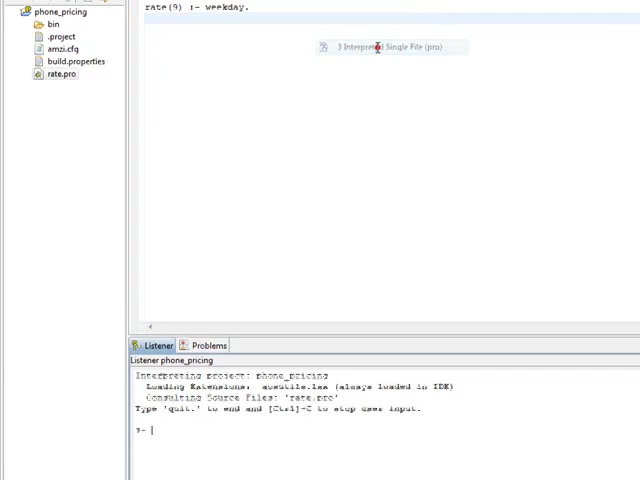 phone_pricing
bin
.project
amzi.cfg
build.properties
rate.pro
rate(9) :- weekday.
3 Interpreted Single File (pro)
Listener
Problems
Listener phone_pricing
Interpreting project: phone_pricing
Loading Extensions: aosutils.lsx (always loaded in IDE)
Consulting Source Files: 'rate.pro'
Type 'quit.' to end and [Ctrl]-C to stop user input.
?-